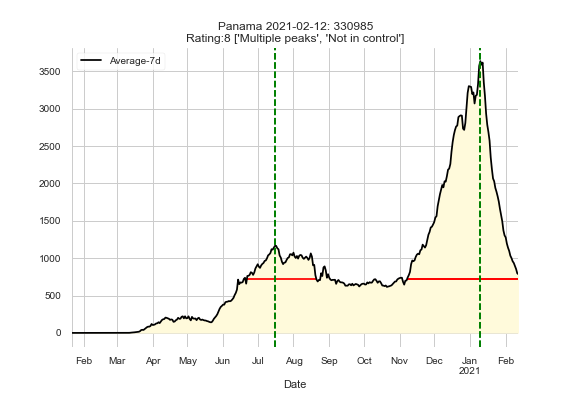 Panama 2021-02-12: 330985
Rating:8 ['Multiple peaks', 'Not in control']
Average-7d
3500
3000
2500
2000
1500
1000
500
0
Feb Mar Apr May Jun Jul Aug Sep Oct Nov Dec Jan Feb
2021
Date